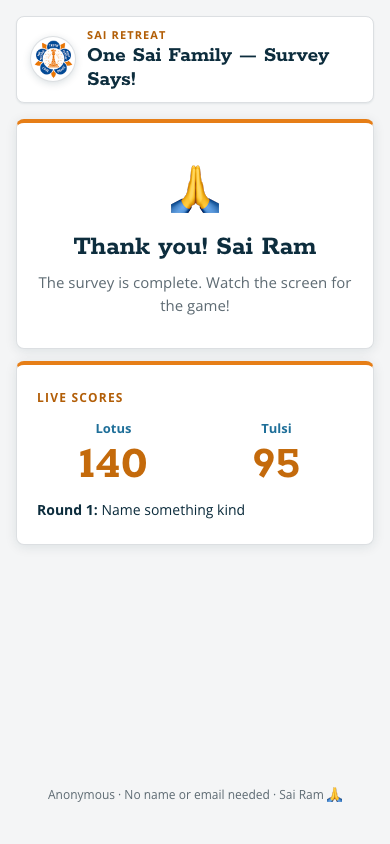 SAI RETREAT
One Sai Family — Survey
Says!
🙏
Thank you! Sai Ram
The survey is complete. Watch the screen for
the game!
LIVE SCORES
Lotus Tulsi
140 95
Round 1: Name something kind
Anonymous · No name or email needed · Sai Ram 🙏